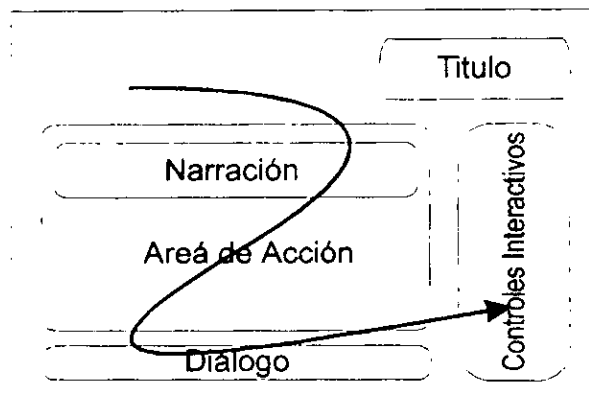 Titulo
Narración
Areá de Acción
Diálogo
Controles Interactivos